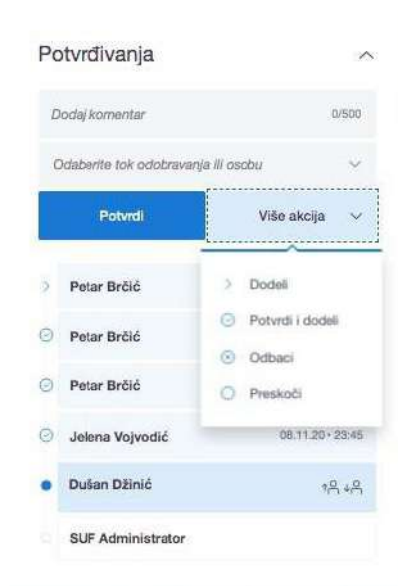 Potvrđivanja
Dodaj komentar 0/500
Odaberite tok odobravanja ili osobu
Potvrdi Više akcija
Petar Brčić Dodeli
Petar Brčić Potvrdi i dodeli
Odbaci
Petar Brčić Preskoči
Jelena Vojvodić 08.11.20 • 23:45
Dušan Džinić
SUF Administrator